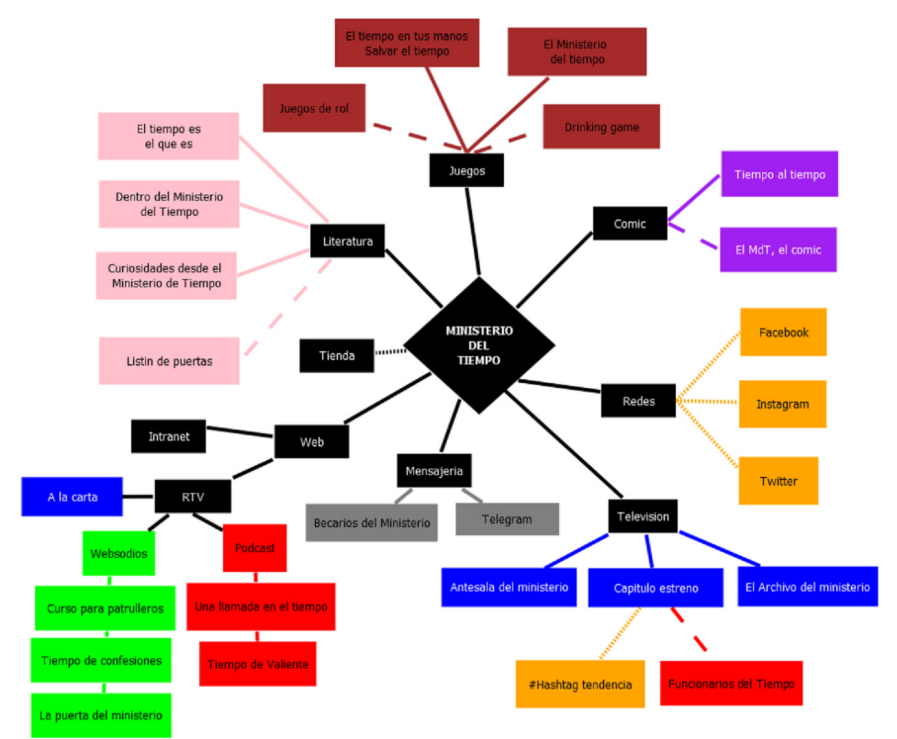 El tiempo en tus manos
Salvar el tiempo
El Ministerio
del tiempo
Juegos de rol
Drinking game
El tiempo es
el que es
Juegos
Tiempo al tiempo
Dentro del Ministerio
del Tiempo
Comic
Literatura
El MdT, el comic
Curiosidades desde el
Ministerio de Tiempo
MINISTERIO
DEL
TIEMPO
Facebook
Tienda
Listin de puertas
Redes
Instagram
Intranet
Web
Mensajeria
Twitter
A la carta
RTV
Becarios del Ministerio
Telegram
Television
Websodios
Podcast
Antesala del ministerio
Capitulo estreno
El Archivo del ministerio
Curso para patrulleros
Una llamada en el tiempo
Tiempo de confesiones
Tiempo de Valiente
#Hashtag tendencia
Funcionarios del Tiempo
La puerta del ministerio